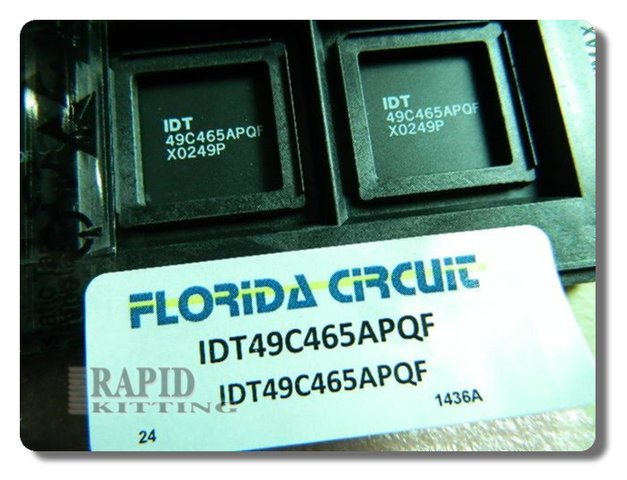 IDT
49C465APQF
X0249P
IDT
49C465APQF
X0249P
FLORiDA CiRCUiT
IDT49C465APQF
IDT49C465APQF
RAPID
KITTING
1436A
24